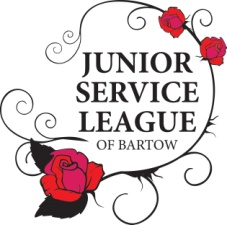 JUNIOR
SERVICE
LEAGUE
OF BARTOW